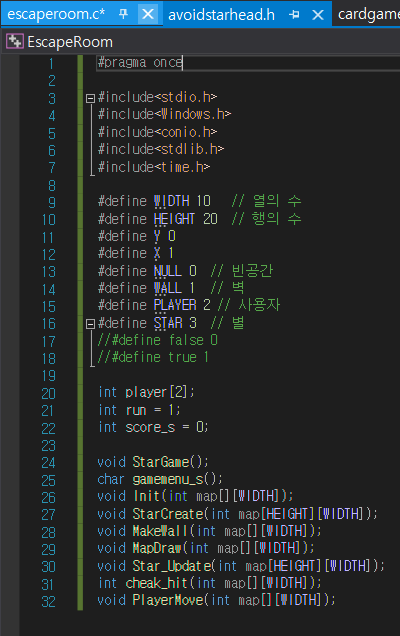 escaperoom.c*
avoidstarhead.h
cardgame
EscapeRoom
1 #pragma once
2
3 #include<stdio.h>
4 #include<Windows.h>
5 #include<conio.h>
6 #include<stdlib.h>
7 #include<time.h>
8
9 #define WIDTH 10 // 열의 수
10 #define HEIGHT 20 // 행의 수
11 #define Y 0
12 #define X 1
13 #define NULL 0 // 빈공간
14 #define WALL 1 // 벽
15 #define PLAYER 2 // 사용자
16 #define STAR 3 // 별
17 //#define false 0
18 //#define true 1
19
20 int player[2];
21 int run = 1;
22 int score_s = 0;
23
24 void StarGame();
25 char gamemenu_s();
26 void Init(int map[][WIDTH]);
27 void StarCreate(int map[HEIGHT][WIDTH]);
28 void MakeWall(int map[][WIDTH]);
29 void MapDraw(int map[][WIDTH]);
30 void Star_Update(int map[HEIGHT][WIDTH]);
31 int cheak_hit(int map[][WIDTH]);
32 void PlayerMove(int map[][WIDTH]);